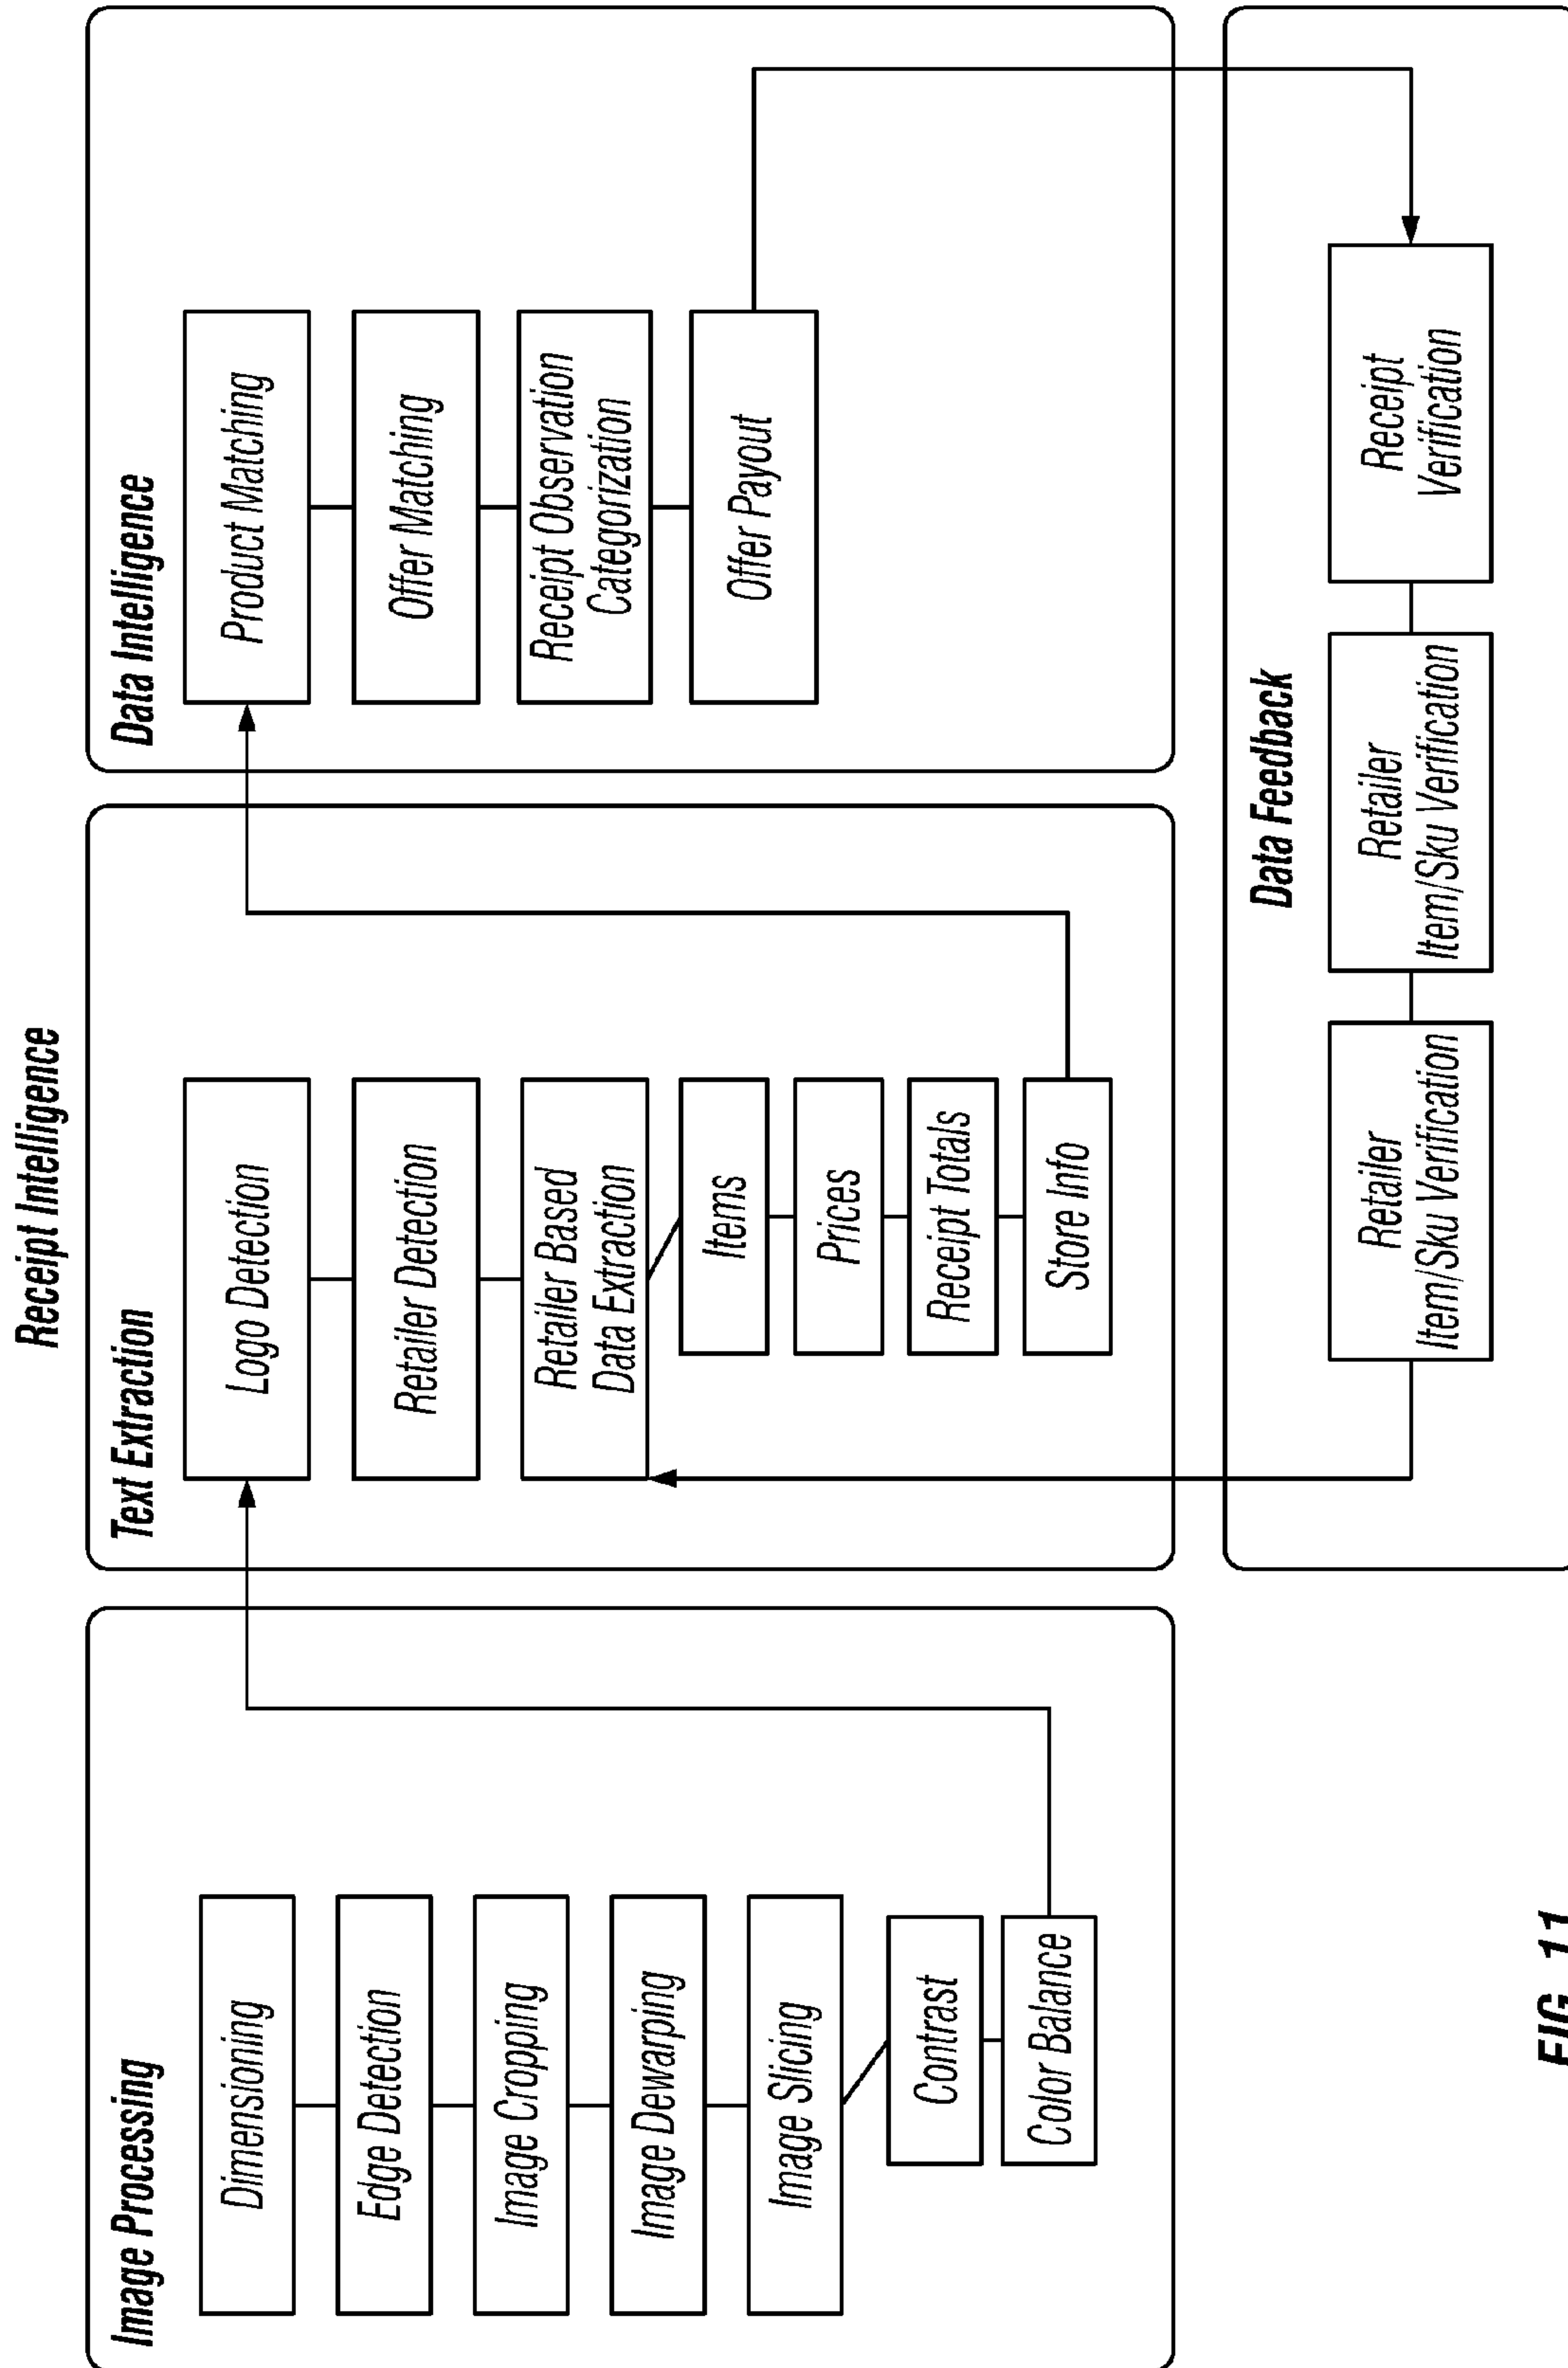 Receipt Intelligence
Image Processing
Dimensioning
Edge Detection
Image Cropping
Image Dewarping
Image Slicing
Contrast
Color Balance
Text Extraction
Logo Detection
Retailer Detection
Retailer Based
Data Extraction
Items
Prices
Receipt Totals
Store Info
Data Intelligence
Product Matching
Offer Matching
Receipt Observation
Categorization
Offer Payout
Data Feedback
Retailer
Item/Sku Verification
Retailer
Item/Sku Verification
Receipt
Verification
FIG. 11